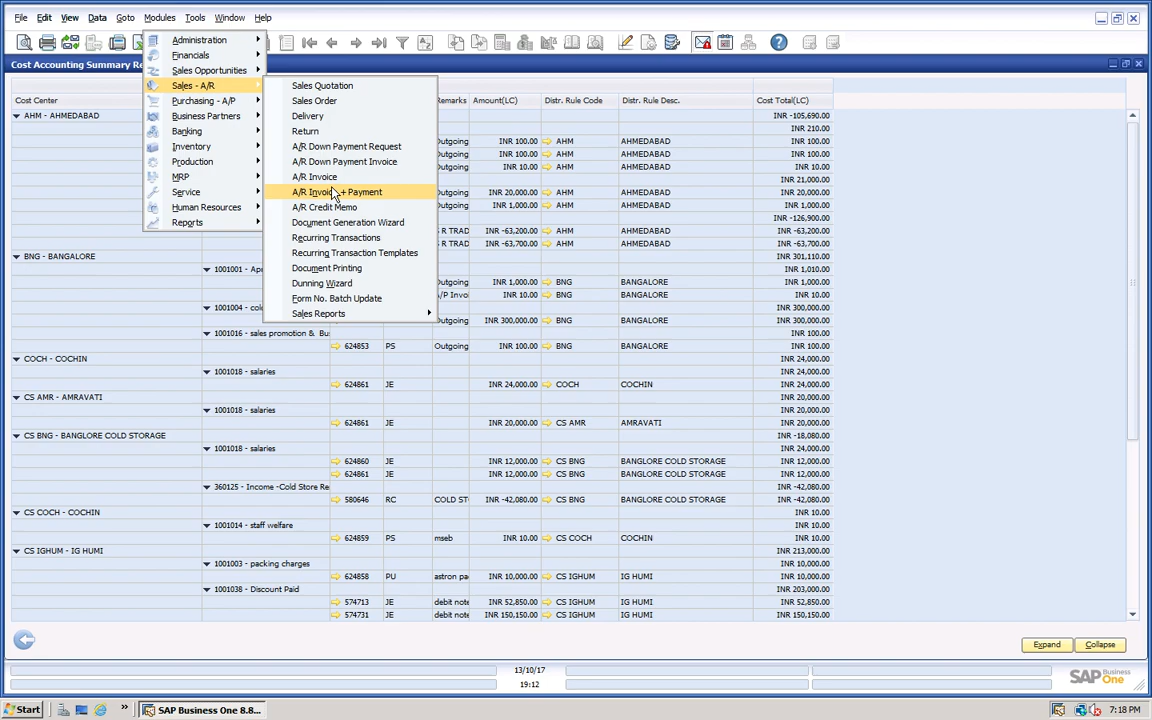 File Edit View Data Goto Modules Tools Window Help
Cost Accounting Summary Re
Administration
Financials
Sales Opportunities
Sales - A/R
Purchasing - A/P
Business Partners
Banking
Inventory
Production
MRP
Service
Human Resources
Reports
Sales Quotation
Sales Order
Delivery
Return
A/R Down Payment Request
A/R Down Payment Invoice
A/R Invoice
A/R Invoi + Payment
A/R Credit Memo
Document Generation Wizard
Recurring Transactions
Recurring Transaction Templates
Document Printing
Dunning Wizard
Form No. Batch Update
Sales Reports
Cost Center Remarks Amount(LC) Distr. Rule Code Distr. Rule Desc. Cost Total(LC)
AHM - AHMEDABAD INR -105,690.00
INR 210.00
Outgoing INR 100.00 AHM AHMEDABAD INR 100.00
Outgoing INR 100.00 AHM AHMEDABAD INR 100.00
Outgoing INR 10.00 AHM AHMEDABAD INR 10.00
INR 21,000.00
Outgoing INR 20,000.00 AHM AHMEDABAD INR 20,000.00
Outgoing INR 1,000.00 AHM AHMEDABAD INR 1,000.00
INR -126,900.00
S R TRAD INR -63,200.00 AHM AHMEDABAD INR -63,200.00
S R TRAD INR -63,700.00 AHM AHMEDABAD INR -63,700.00
BNG - BANGALORE INR 301,110.00
1001001 - Ap INR 1,010.00
Outgoing INR 1,000.00 BNG BANGALORE INR 1,000.00
A/P Invoi INR 10.00 BNG BANGALORE INR 10.00
1001004 - col INR 300,000.00
Outgoing INR 300,000.00 BNG BANGALORE INR 300,000.00
1001016 - sales promotion & Bu INR 100.00
624853 PS Outgoing INR 100.00 BNG BANGALORE INR 100.00
COCH - COCHIN INR 24,000.00
1001018 - salaries INR 24,000.00
624861 JE INR 24,000.00 COCH COCHIN INR 24,000.00
CS AMR - AMRAVATI INR 20,000.00
1001018 - salaries INR 20,000.00
624861 JE INR 20,000.00 CS AMR AMRAVATI INR 20,000.00
CS BNG - BANGLORE COLD STORAGE INR -18,080.00
1001018 - salaries INR 24,000.00
624860 JE INR 12,000.00 CS BNG BANGLORE COLD STORAGE INR 12,000.00
624861 JE INR 12,000.00 CS BNG BANGLORE COLD STORAGE INR 12,000.00
360125 - Income -Cold Store Re INR -42,080.00
580646 RC COLD ST INR -42,080.00 CS BNG BANGLORE COLD STORAGE INR -42,080.00
CS COCH - COCHIN INR 10.00
1001014 - staff welfare INR 10.00
624859 PS mseb INR 10.00 CS COCH COCHIN INR 10.00
CS IGHUM - IG HUMI INR 213,000.00
1001003 - packing charges INR 10,000.00
624858 PU astron pa INR 10,000.00 CS IGHUM IG HUMI INR 10,000.00
1001038 - Discount Paid INR 203,000.00
574713 JE debit note INR 52,850.00 CS IGHUM IG HUMI INR 52,850.00
574731 JE debit note INR 150,150.00 CS IGHUM IG HUMI INR 150,150.00
Expand Collapse
13/10/17
19:12
SAP Business One
Start » SAP Business One 8.8... 7:18 PM